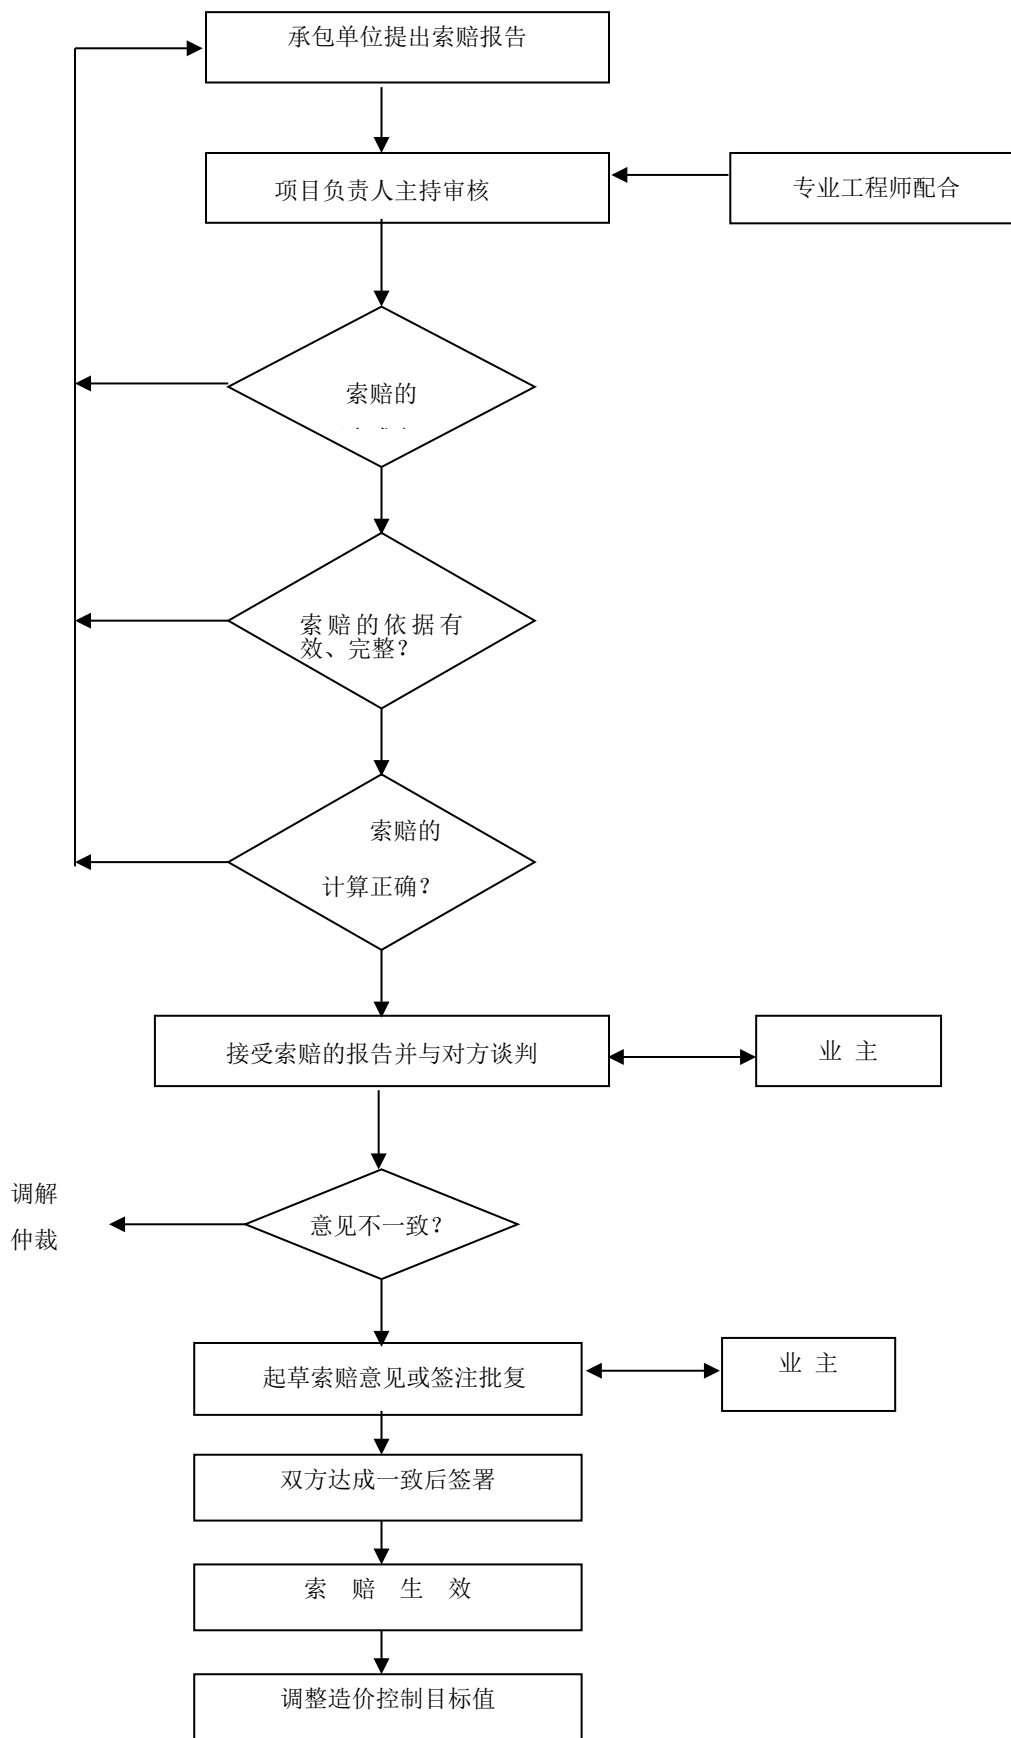 承包单位提出索赔报告
项目负责人主持审核
专业工程师配合
索赔的
索赔的依据有
效、完整？
索赔的
计算正确？
接受索赔的报告并与对方谈判
业 主
调解
仲裁
意见不一致？
起草索赔意见或签注批复
业 主
双方达成一致后签署
索 赔 生 效
调整造价控制目标值